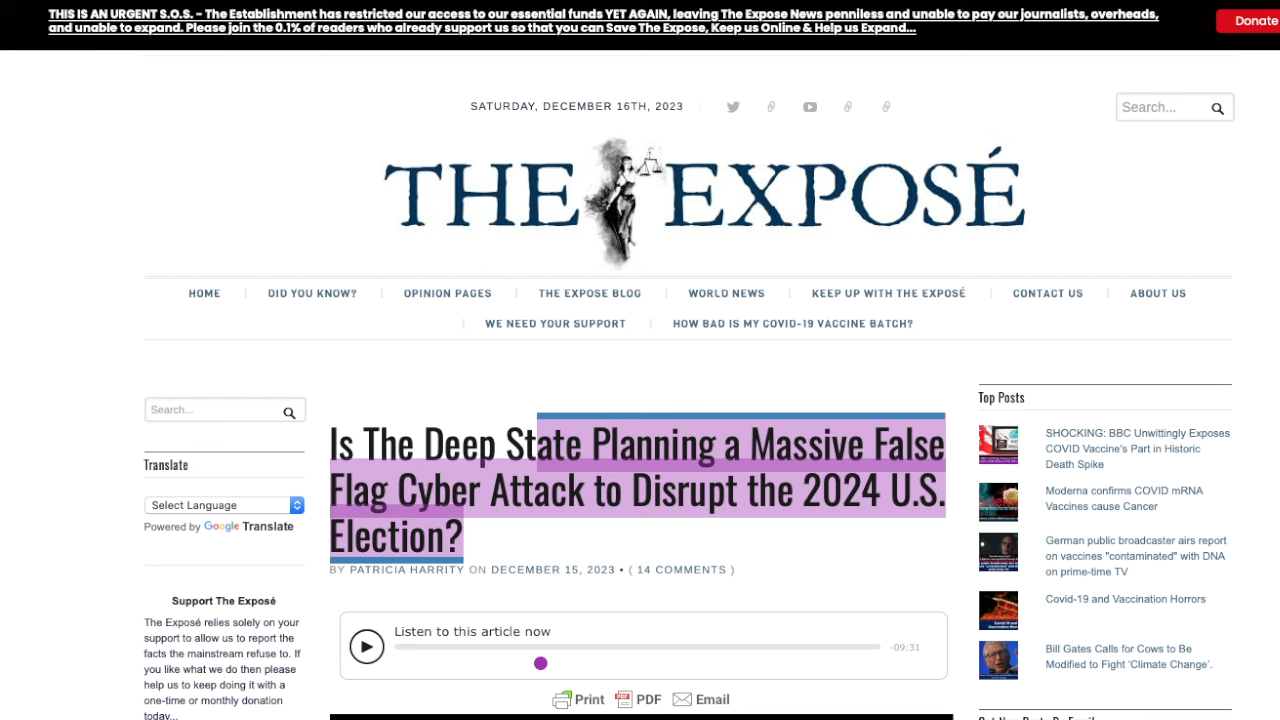 THIS IS AN URGENT S.O.S. - The Establishment has restricted our access to our essential funds YET AGAIN, leaving The Expose News penniless and unable to pay our journalists, overheads,
and unable to expand. Please join the 0.1% of readers who already support us so that you can Save The Expose, Keep us Online & Help us Expand...
Donate
SATURDAY, DECEMBER 16TH, 2023
Search...
THE EXPOSÉ
HOME
DID YOU KNOW?
OPINION PAGES
THE EXPOSE BLOG
WORLD NEWS
KEEP UP WITH THE EXPOSÉ
CONTACT US
ABOUT US
WE NEED YOUR SUPPORT
HOW BAD IS MY COVID-19 VACCINE BATCH?
Search...
Translate
Select Language
Powered by Google Translate
Support The Exposé
The Exposé relies solely on your
support to allow us to report the
facts the mainstream refuse to. If
you like what we do then please
help us to keep doing it with a
one-time or monthly donation
today...
Is The Deep State Planning a Massive False
Flag Cyber Attack to Disrupt the 2024 U.S.
Election?
BY PATRICIA HARRITY ON DECEMBER 15, 2023 • ( 14 COMMENTS )
Listen to this article now
-09:31
Print
PDF
Email
Top Posts
SHOCKING: BBC Unwittingly Exposes
COVID Vaccine's Part in Historic
Death Spike
Moderna confirms COVID mRNA
Vaccines cause Cancer
German public broadcaster airs report
on vaccines "contaminated" with DNA
on prime-time TV
Covid-19 and Vaccination Horrors
Bill Gates Calls for Cows to Be
Modified to Fight 'Climate Change'.